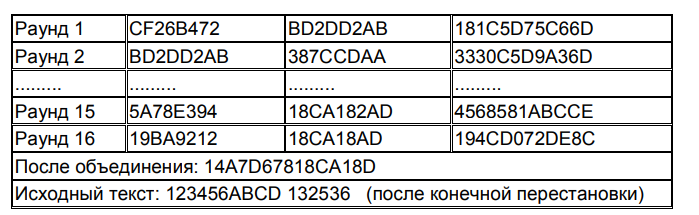 Раунд 1 CF26B472 BD2DD2AB 181C5D75C66D
Раунд 2 BD2DD2AB 387CCDAA 3330C5D9A36D
......... ......... ......... .........
Раунд 15 5A78E394 18CA182AD 4568581ABCCE
Раунд 16 19BA9212 18CA18AD 194CD072DE8C
После объединения: 14A7D67818CA18D
Исходный текст: 123456ABCD 132536 (после конечной перестановки)